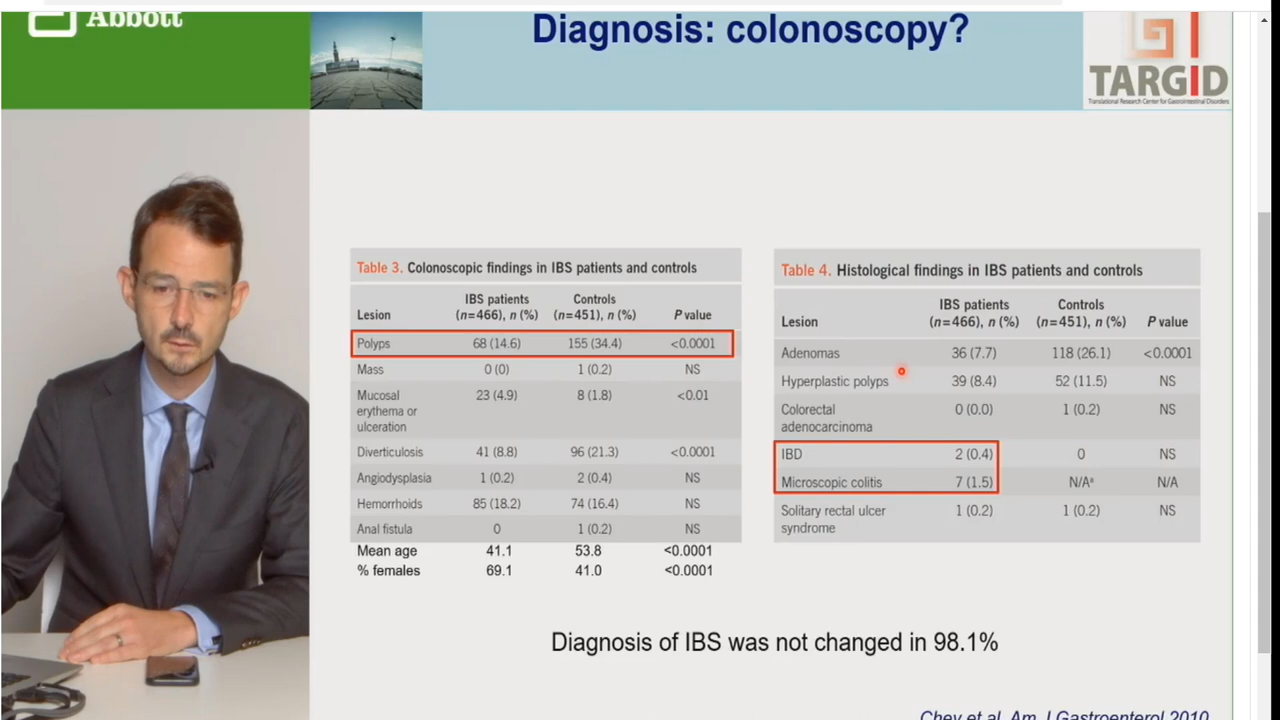 Abbott
Diagnosis: colonoscopy?
TARGID
Translational Research Center for Gastrointestinal Disorders
Table 3. Colonoscopic findings in IBS patients and controls
IBS patients Controls
Lesion (n=466), n (%) (n=451), n (%) P value
Polyps 68 (14.6) 155 (34.4) <0.0001
Mass 0 (0) 1 (0.2) NS
Mucosal 23 (4.9) 8 (1.8) <0.01
erythema or
ulceration
Diverticulosis 41 (8.8) 96 (21.3) <0.0001
Angiodysplasia 1 (0.2) 2 (0.4) NS
Hemorrhoids 85 (18.2) 74 (16.4) NS
Anal fistula 0 1 (0.2) NS
Mean age 41.1 53.8 <0.0001
% females 69.1 41.0 <0.0001
Table 4. Histological findings in IBS patients and controls
IBS patients Controls
Lesion (n=466), n (%) (n=451), n (%) P value
Adenomas 36 (7.7) 118 (26.1) <0.0001
Hyperplastic polyps 39 (8.4) 52 (11.5) NS
Colorectal 0 (0.0) 1 (0.2) NS
adenocarcinoma
IBD 2 (0.4) 0 NS
Microscopic colitis 7 (1.5) N/Aᵃ N/A
Solitary rectal ulcer 1 (0.2) 1 (0.2) NS
syndrome
Diagnosis of IBS was not changed in 98.1%
Chey et al, Am J Gastroenterol 2010